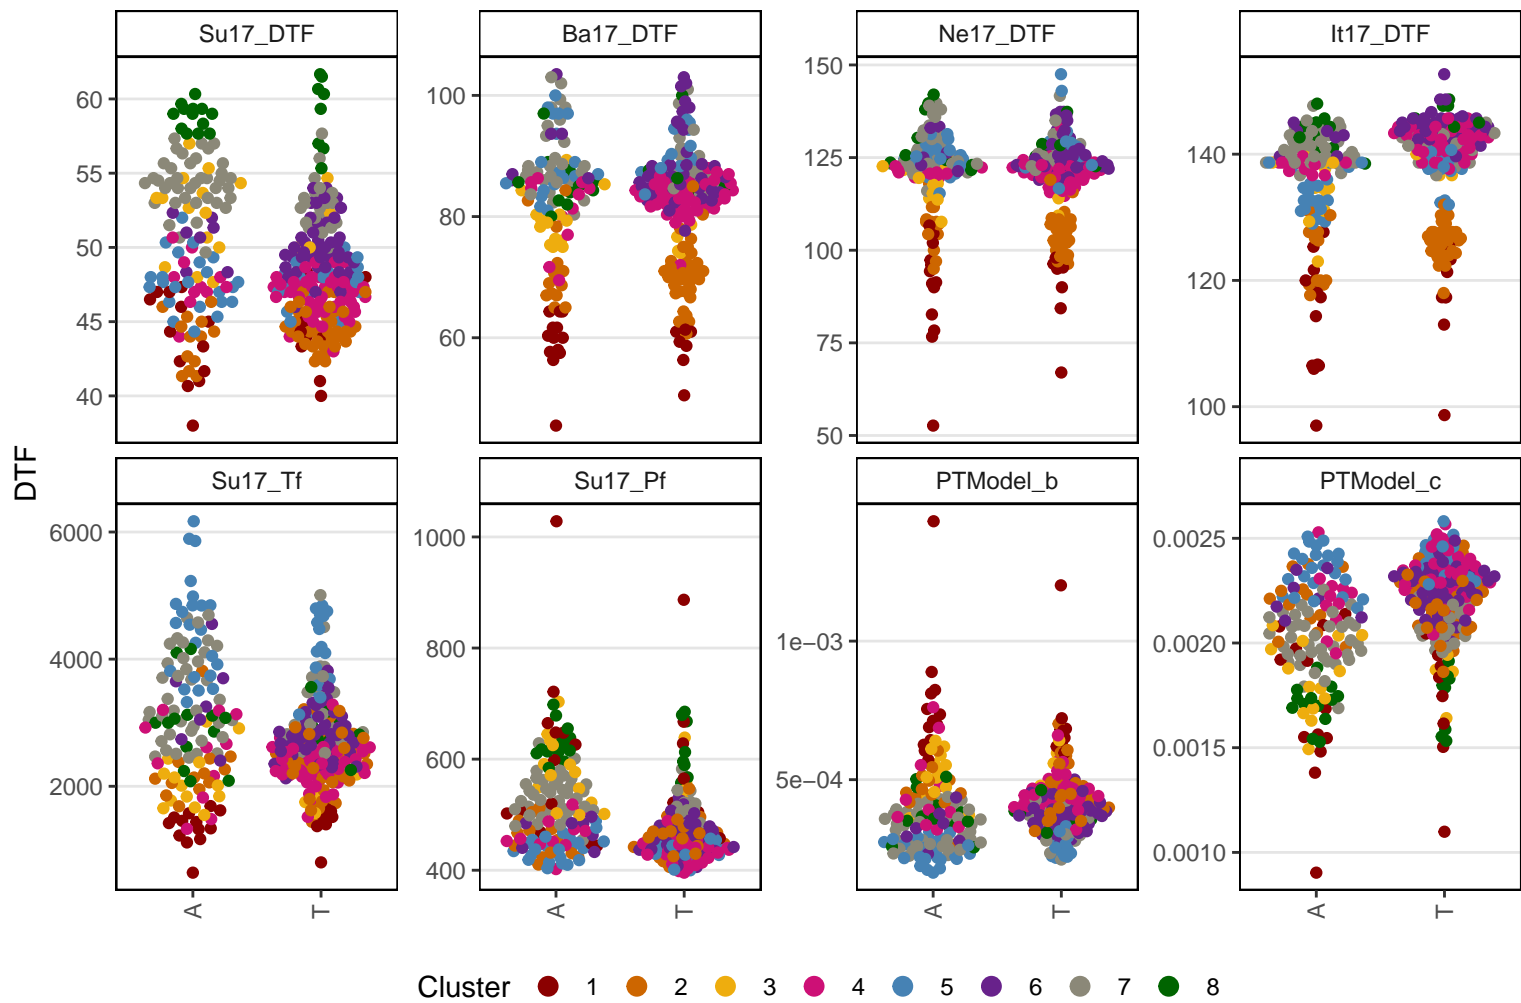 Su17_DTF Ba17_DTF Ne17_DTF It17_DTF
60 55 50 45 40
100 80 60
150 125 100 75 50
140 120 100
DTF
Su17_Tf Su17_Pf PTModel_b PTModel_c
6000 4000 2000
1000 800 600 400
1e−03 5e−04
0.0025 0.0020 0.0015 0.0010
A T A T A T A T
Cluster 1 2 3 4 5 6 7 8